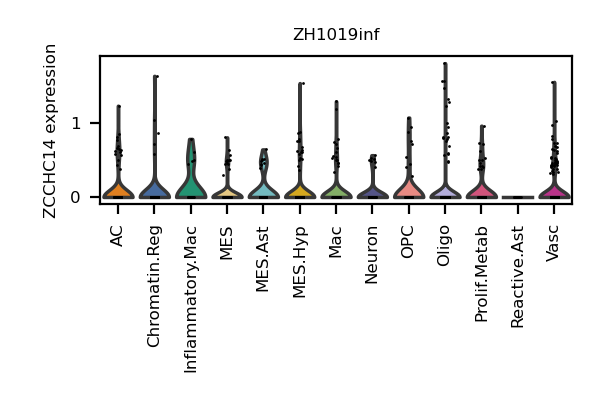 ZH1019inf
ZCCHC14 expression
1
0
AC
Chromatin.Reg
Inflammatory.Mac
MES
MES.Ast
MES.Hyp
Mac
Neuron
OPC
Oligo
Prolif.Metab
Reactive.Ast
Vasc